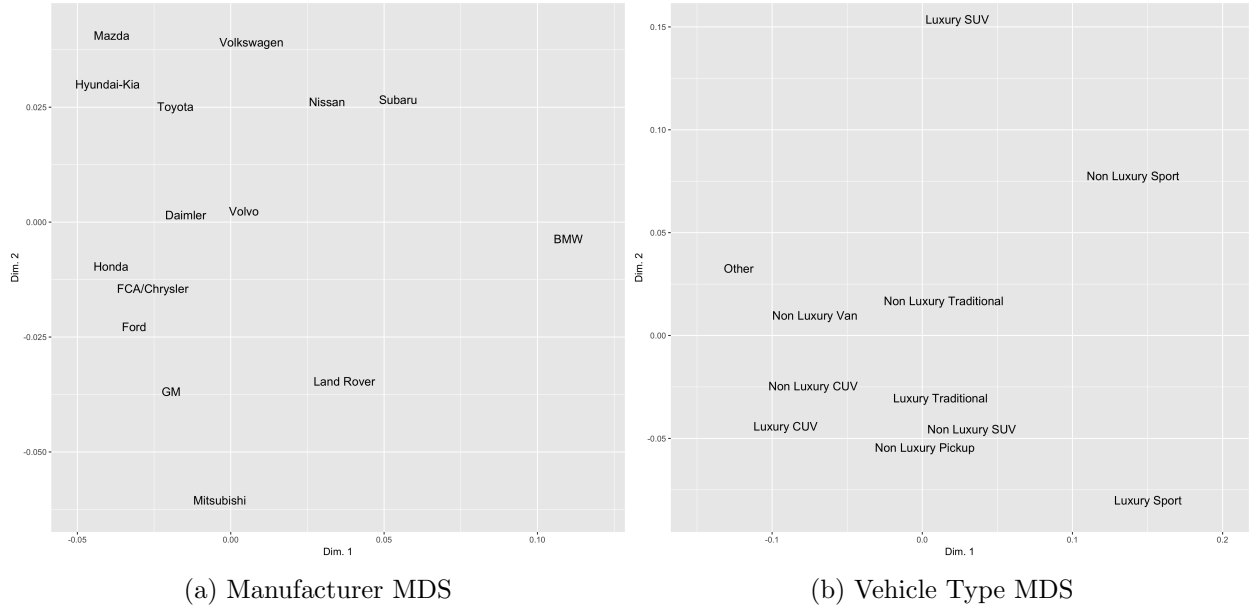 Mazda
Volkswagen
Hyundai-Kia
Toyota
Nissan
Subaru
Daimler
Volvo
BMW
Honda
FCA/Chrysler
Ford
GM
Land Rover
Mitsubishi
0.025
0.000
-0.025
-0.050
Dim. 2
-0.05
0.00
0.05
0.10
Dim. 1
(a) Manufacturer MDS
Luxury SUV
Non Luxury Sport
Other
Non Luxury Traditional
Non Luxury Van
Non Luxury CUV
Luxury Traditional
Luxury CUV
Non Luxury SUV
Non Luxury Pickup
Luxury Sport
0.15
0.10
0.05
0.00
-0.05
Dim. 2
-0.1
0.0
0.1
0.2
Dim. 1
(b) Vehicle Type MDS